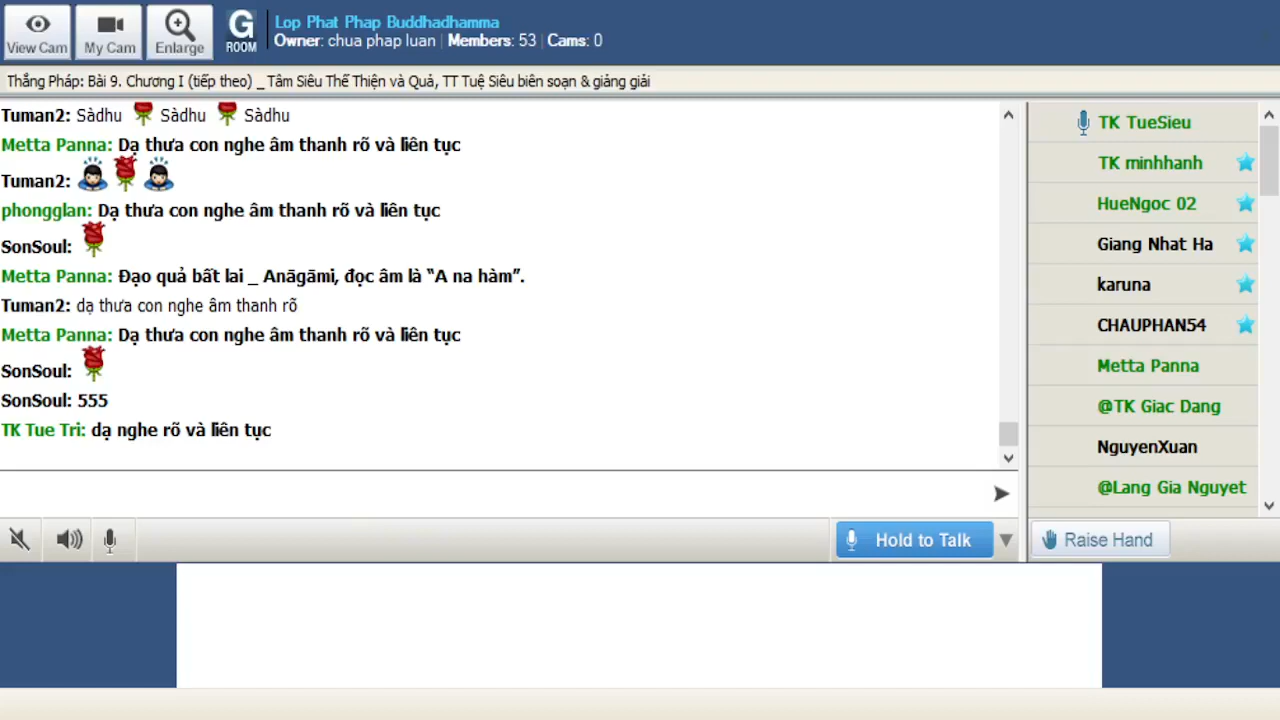 View Cam
My Cam
Enlarge
G
ROOM
Lop Phat Phap Buddhadhamma
Owner: chua phap luan | Members: 53 | Cams: 0
Thắng Pháp: Bài 9. Chương I (tiếp theo) _ Tâm Siêu Thế Thiện và Quả, TT Tuệ Siêu biên soạn & giảng giải
Tuman2: Sàdhu Sàdhu Sàdhu
Metta Panna: Dạ thưa con nghe âm thanh rõ và liên tục
Tuman2:
phongglan: Dạ thưa con nghe âm thanh rõ và liên tục
SonSoul:
Metta Panna: Đạo quả bất lai _ Anāgāmi, đọc âm là “A na hàm”.
Tuman2: dạ thưa con nghe âm thanh rõ
Metta Panna: Dạ thưa con nghe âm thanh rõ và liên tục
SonSoul:
SonSoul: 555
TK Tue Tri: dạ nghe rõ và liên tục
TK TueSieu
TK minhhanh
HueNgoc 02
Giang Nhat Ha
karuna
CHAUPHAN54
Metta Panna
@TK Giac Dang
NguyenXuan
@Lang Gia Nguyet
Hold to Talk
Raise Hand